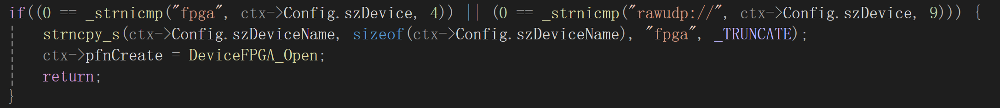 if((0 == _strnicmp("fpga", ctx->Config.szDevice, 4)) || (0 == _strnicmp("rawudp://", ctx->Config.szDevice, 9))) {
    strncpy_s(ctx->Config.szDeviceName, sizeof(ctx->Config.szDeviceName), "fpga", _TRUNCATE);
    ctx->pfnCreate = DeviceFPGA_Open;
    return;
}